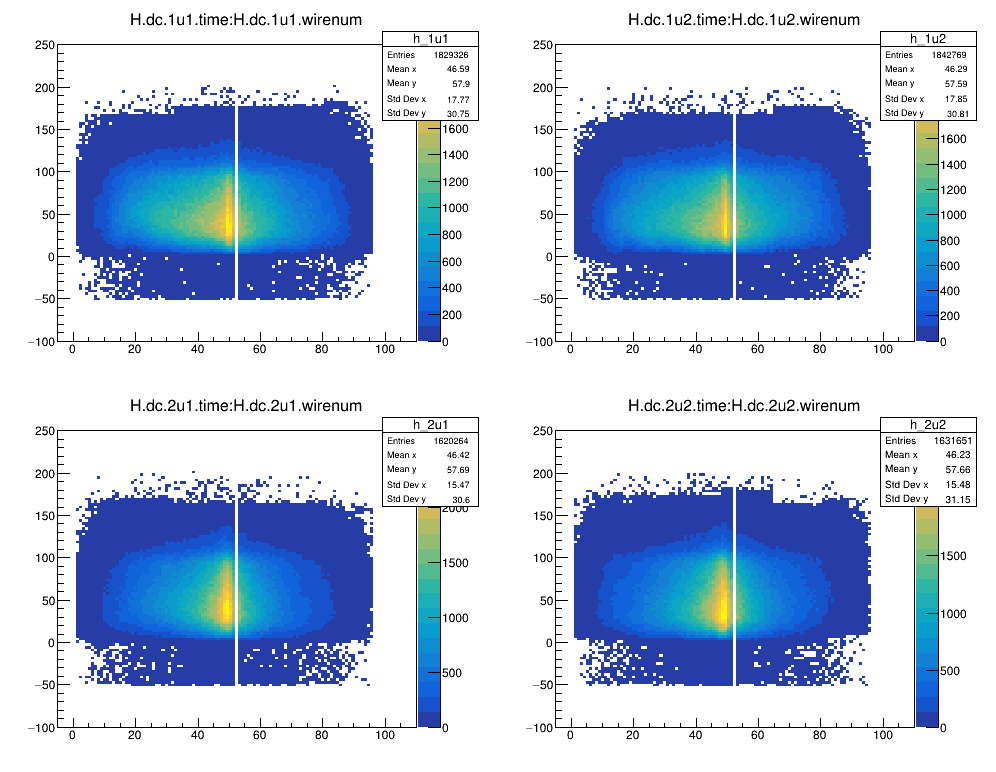 H.dc.1u1.time:H.dc.1u1.wirenum
h_1u1
Entries 1829326
Mean x 46.59
Mean y 57.9
Std Dev x 17.77
Std Dev y 30.75
250
200
150
100
50
0
−50
−100
0 20 40 60 80 100
1600
1400
1200
1000
800
600
400
200
0
H.dc.1u2.time:H.dc.1u2.wirenum
h_1u2
Entries 1842769
Mean x 46.29
Mean y 57.59
Std Dev x 17.85
Std Dev y 30.81
250
200
150
100
50
0
−50
−100
0 20 40 60 80 100
1600
1400
1200
1000
800
600
400
200
0
H.dc.2u1.time:H.dc.2u1.wirenum
h_2u1
Entries 1620264
Mean x 46.42
Mean y 57.69
Std Dev x 15.47
Std Dev y 30.6
250
200
150
100
50
0
−50
−100
0 20 40 60 80 100
2000
1500
1000
500
0
H.dc.2u2.time:H.dc.2u2.wirenum
h_2u2
Entries 1631651
Mean x 46.23
Mean y 57.66
Std Dev x 15.48
Std Dev y 31.15
250
200
150
100
50
0
−50
−100
0 20 40 60 80 100
1500
1000
500
0